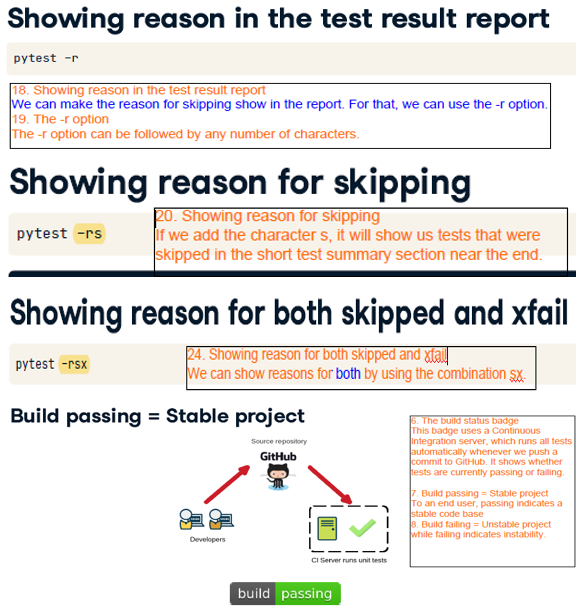 Showing reason in the test result report
pytest -r
18. Showing reason in the test result report
We can make the reason for skipping show in the report. For that, we can use the -r option.
19. The -r option
The -r option can be followed by any number of characters.
Showing reason for skipping
pytest -rs
20. Showing reason for skipping
If we add the character s, it will show us tests that were
skipped in the short test summary section near the end.
Showing reason for both skipped and xfail
pytest -rsx
24. Showing reason for both skipped and xfail
We can show reasons for both by using the combination sx.
Build passing = Stable project
Source repository
GitHub
Developers
CI Server runs unit tests
6. The build status badge
This badge uses a Continuous
Integration server, which runs all tests
automatically whenever we push a
commit to GitHub. It shows whether
tests are currently passing or failing.
7. Build passing = Stable project
To an end user, passing indicates a
stable code base
8. Build failing = Unstable project
while failing indicates instability.
build passing